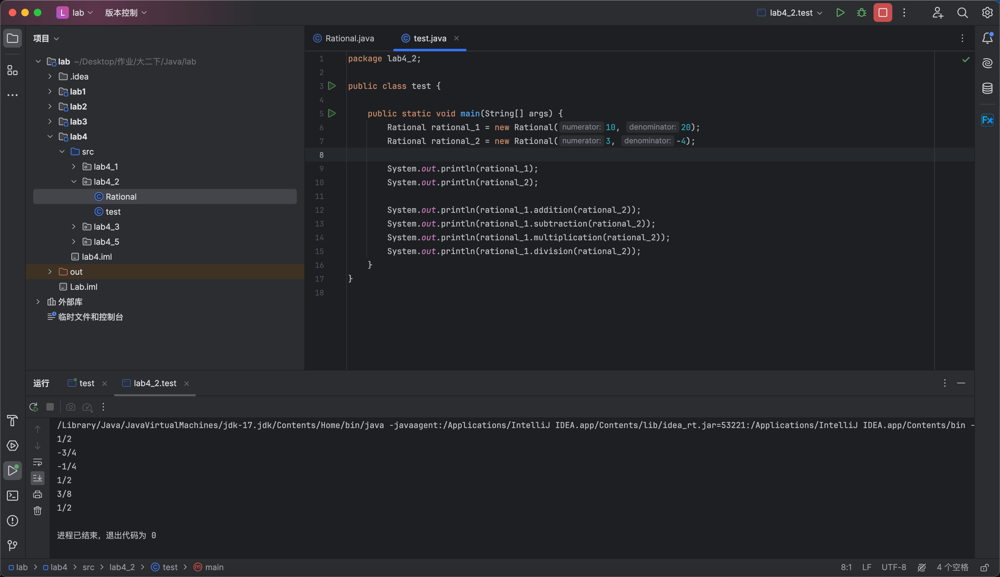 L lab 版本控制 lab4_2.test
项目
lab ~/Desktop/作业/大二下/Java/lab
.idea
lab1
lab2
lab3
lab4
src
lab4_1
lab4_2
Rational
test
lab4_3
lab4_5
lab4.iml
out
Lab.iml
外部库
临时文件和控制台
Rational.java test.java
1 package lab4_2;
2
3 public class test {
4
5 public static void main(String[] args) {
6 Rational rational_1 = new Rational( numerator: 10, denominator: 20);
7 Rational rational_2 = new Rational( numerator: 3, denominator: -4);
8
9 System.out.println(rational_1);
10 System.out.println(rational_2);
11
12 System.out.println(rational_1.addition(rational_2));
13 System.out.println(rational_1.subtraction(rational_2));
14 System.out.println(rational_1.multiplication(rational_2));
15 System.out.println(rational_1.division(rational_2));
16 }
17 }
18
Fx
运行 test lab4_2.test
/Library/Java/JavaVirtualMachines/jdk-17.jdk/Contents/Home/bin/java -javaagent:/Applications/IntelliJ IDEA.app/Contents/lib/idea_rt.jar=53221:/Applications/IntelliJ IDEA.app/Contents/bin -
1/2
-3/4
-1/4
1/2
3/8
1/2
进程已结束，退出代码为 0
lab > lab4 > src > lab4_2 > test > main 8:1 LF UTF-8 4 个空格